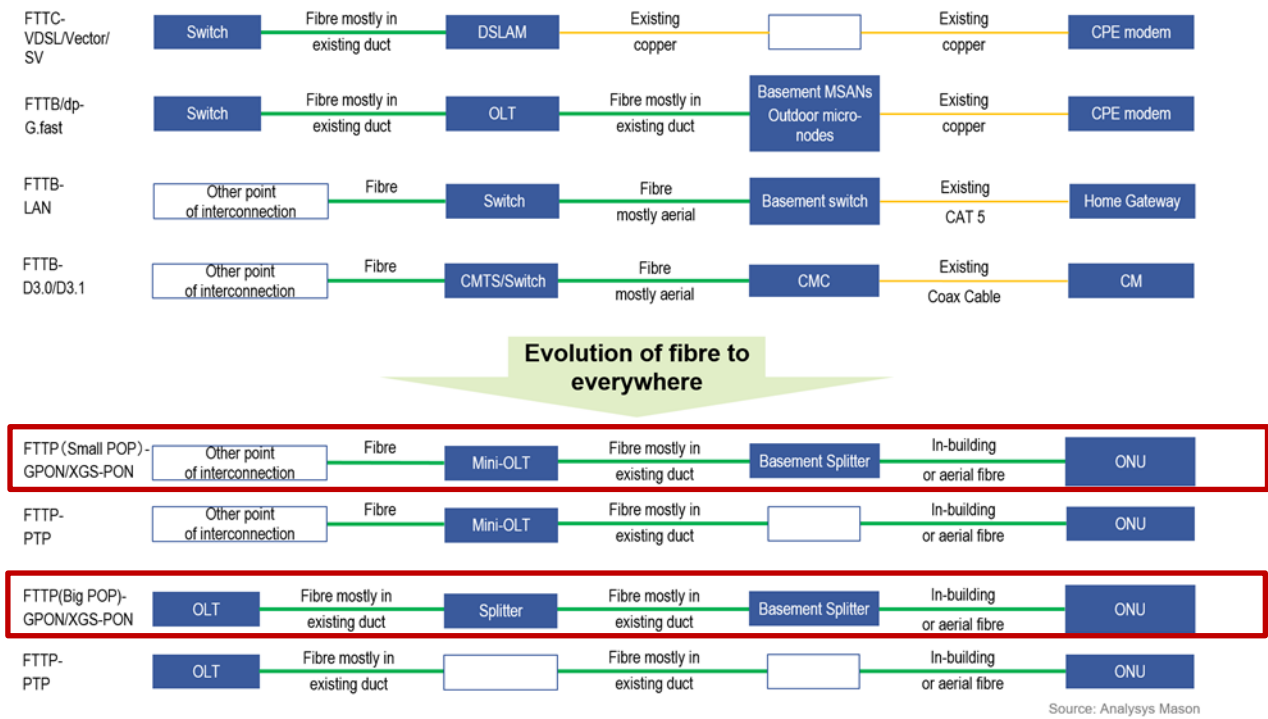 FTTC-
VDSL/Vector/
SV
Switch
Fibre mostly in
existing duct
DSLAM
Existing
copper
Existing
copper
CPE modem
FTTB/dp-
G.fast
Switch
Fibre mostly in
existing duct
OLT
Fibre mostly in
existing duct
Basement MSANs
Outdoor micro-
nodes
Existing
copper
CPE modem
FTTB-
LAN
Other point
of interconnection
Fibre
Switch
Fibre
mostly aerial
Basement switch
Existing
CAT 5
Home Gateway
FTTB-
D3.0/D3.1
Other point
of interconnection
Fibre
CMTS/Switch
Fibre
mostly aerial
CMC
Existing
Coax Cable
CM
Evolution of fibre to
everywhere
FTTP（Small POP）-
GPON/XGS-PON
Other point
of interconnection
Fibre
Mini-OLT
Fibre mostly in
existing duct
Basement Splitter
In-building
or aerial fibre
ONU
FTTP-
PTP
Other point
of interconnection
Fibre
Mini-OLT
Fibre mostly in
existing duct
In-building
or aerial fibre
ONU
FTTP(Big POP)-
GPON/XGS-PON
OLT
Fibre mostly in
existing duct
Splitter
Fibre mostly in
existing duct
Basement Splitter
In-building
or aerial fibre
ONU
FTTP-
PTP
OLT
Fibre mostly in
existing duct
Fibre mostly in
existing duct
In-building
or aerial fibre
ONU
Source: Analysys Mason